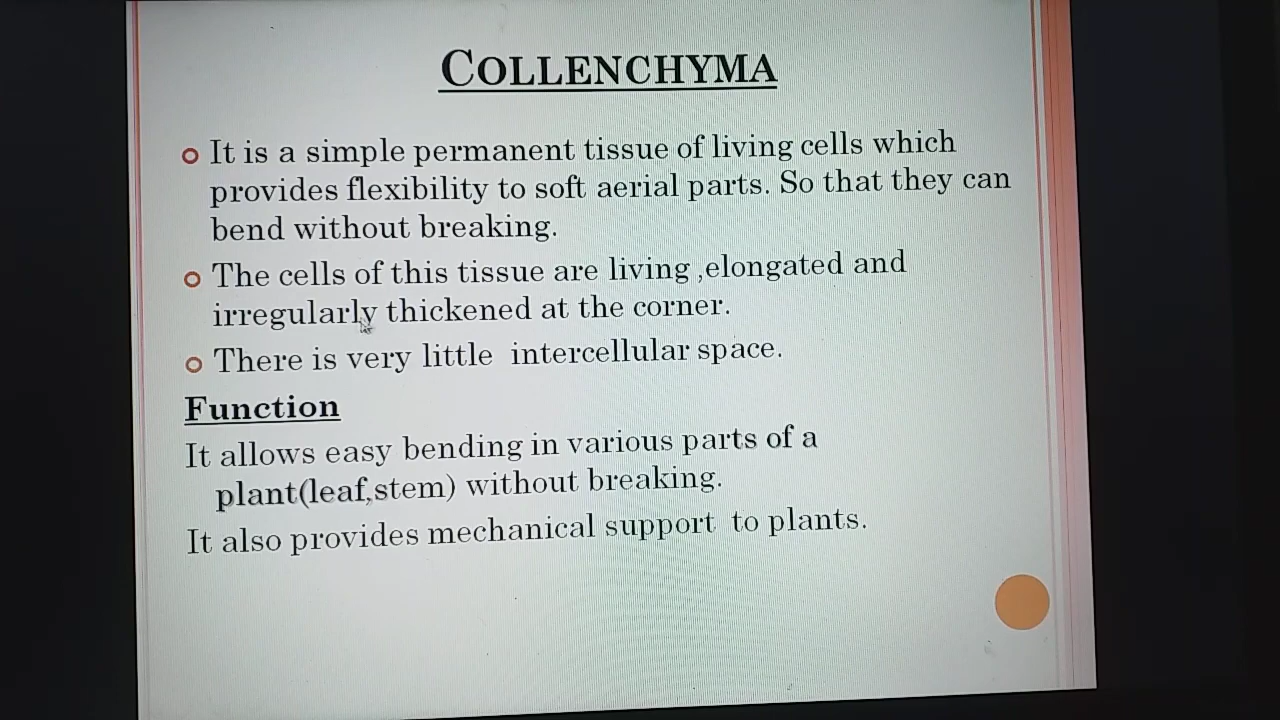 COLLENCHYMA
It is a simple permanent tissue of living cells which
provides flexibility to soft aerial parts. So that they can
bend without breaking.
The cells of this tissue are living ,elongated and
irregularly thickened at the corner.
There is very little intercellular space.
Function
It allows easy bending in various parts of a
plant(leaf,stem) without breaking.
It also provides mechanical support to plants.